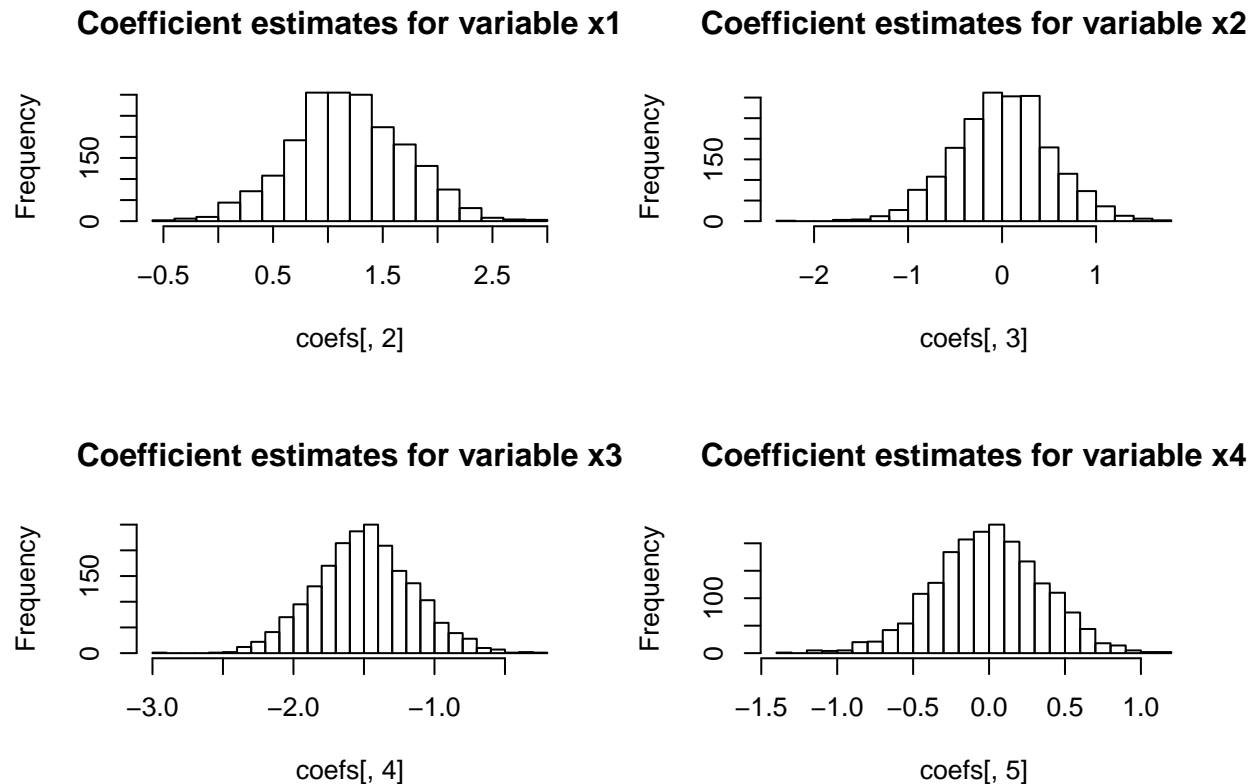 Coefficient estimates for variable x1
Frequency
0
150
−0.5
0.5
1.5
2.5
coefs[, 2]
Coefficient estimates for variable x2
Frequency
0
150
−2
−1
0
1
coefs[, 3]
Coefficient estimates for variable x3
Frequency
0
150
−3.0
−2.0
−1.0
coefs[, 4]
Coefficient estimates for variable x4
Frequency
0
100
−1.5
−1.0
−0.5
0.0
0.5
1.0
coefs[, 5]